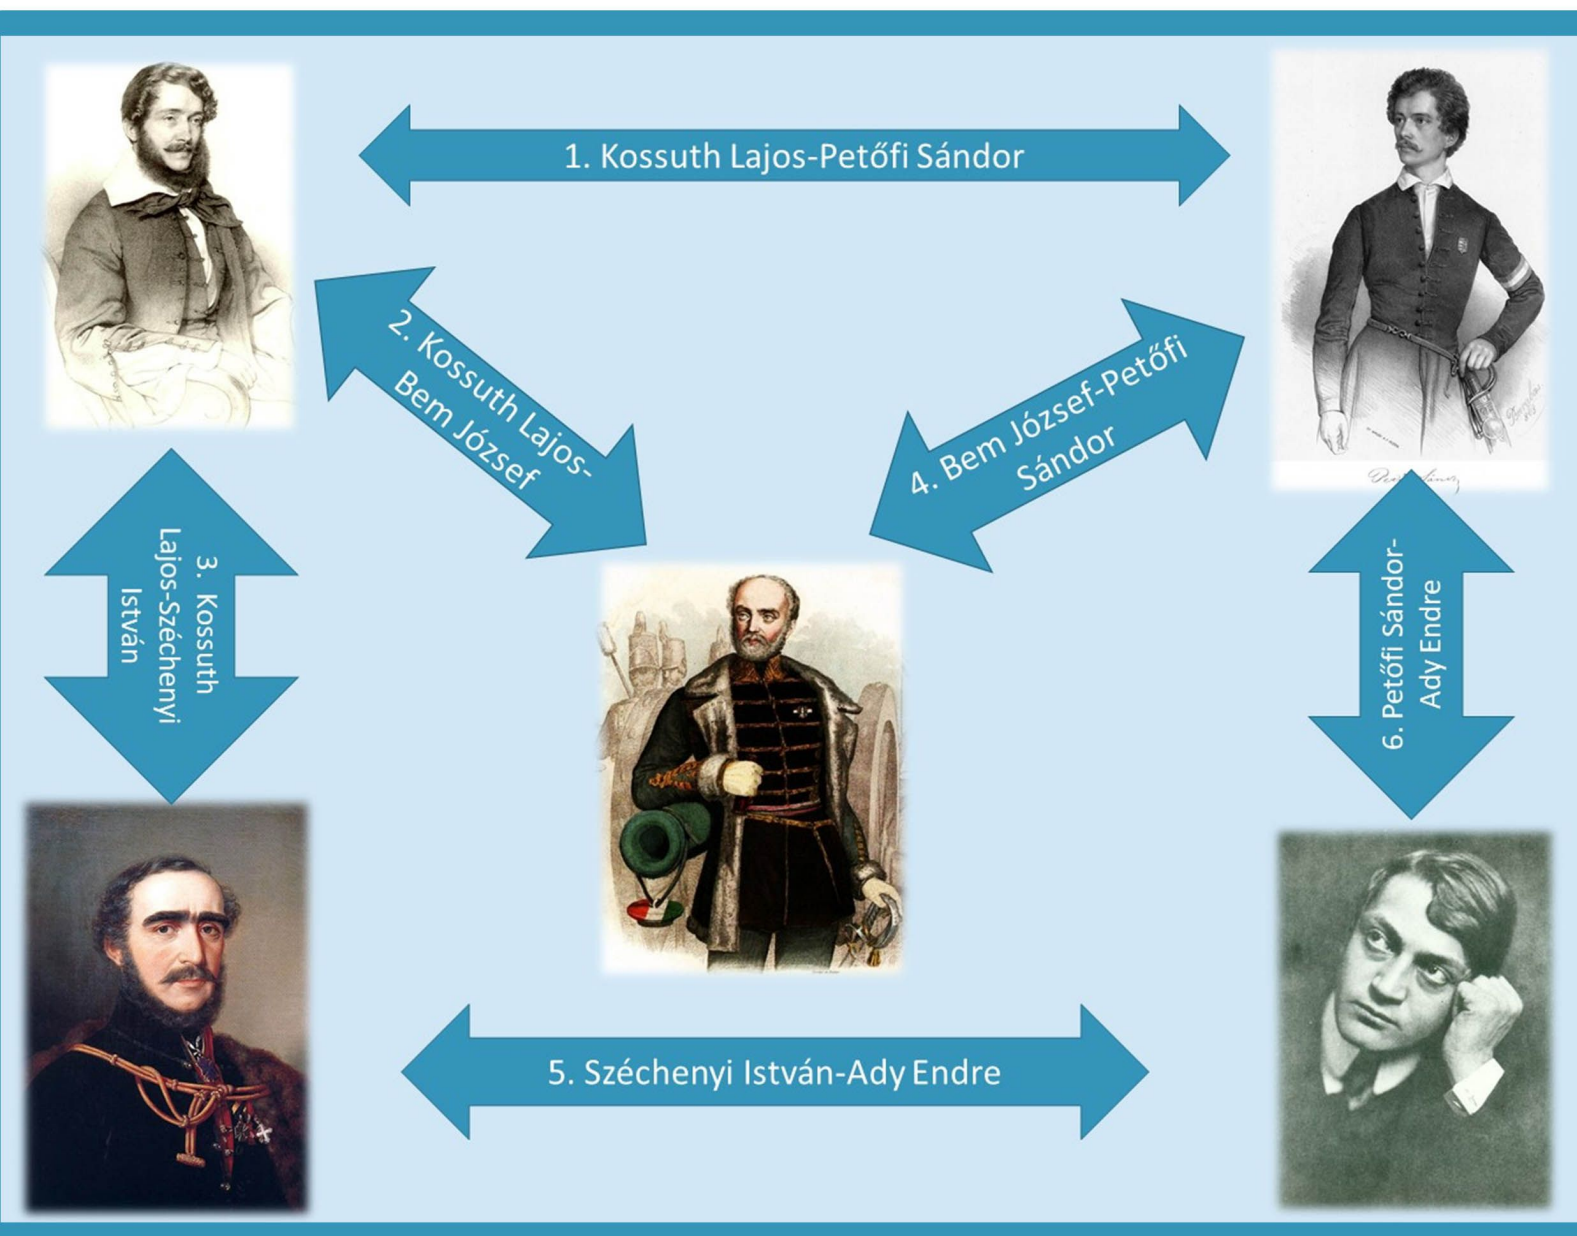 1. Kossuth Lajos-Petőfi Sándor
2. Kossuth Lajos-
Bem József
4. Bem József-Petőfi
Sándor
3. Kossuth
Lajos-Széchenyi
István
6. Petőfi Sándor-
Ady Endre
5. Széchenyi István-Ady Endre